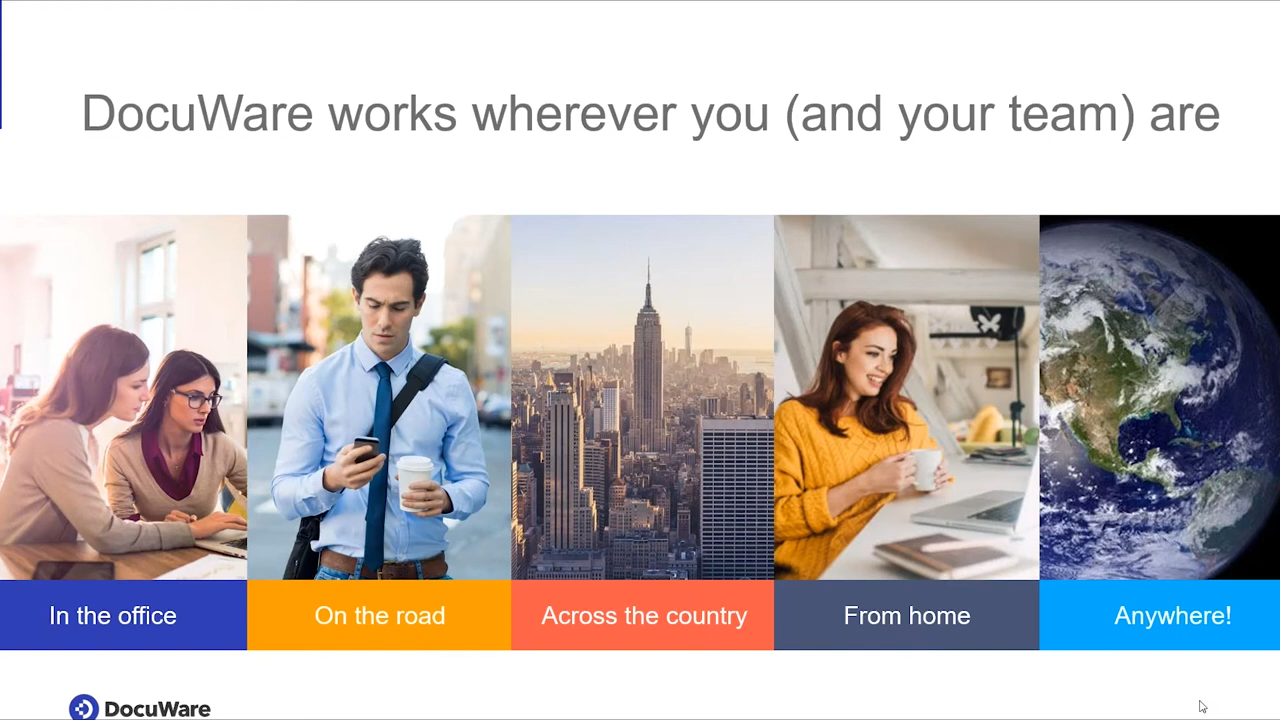 DocuWare works wherever you (and your team) are
In the office
On the road
Across the country
From home
Anywhere!
DocuWare